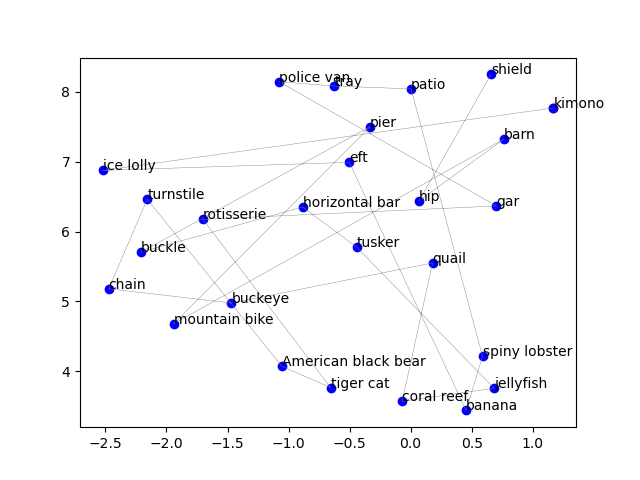 shield
police van
tray
patio
kimono
pier
barn
eft
ice lolly
turnstile
hip
gar
horizontal bar
rotisserie
tusker
buckle
quail
chain
buckeye
mountain bike
spiny lobster
American black bear
tiger cat
jellyfish
coral reef
banana
8
7
6
5
4
−2.5
−2.0
−1.5
−1.0
−0.5
0.0
0.5
1.0